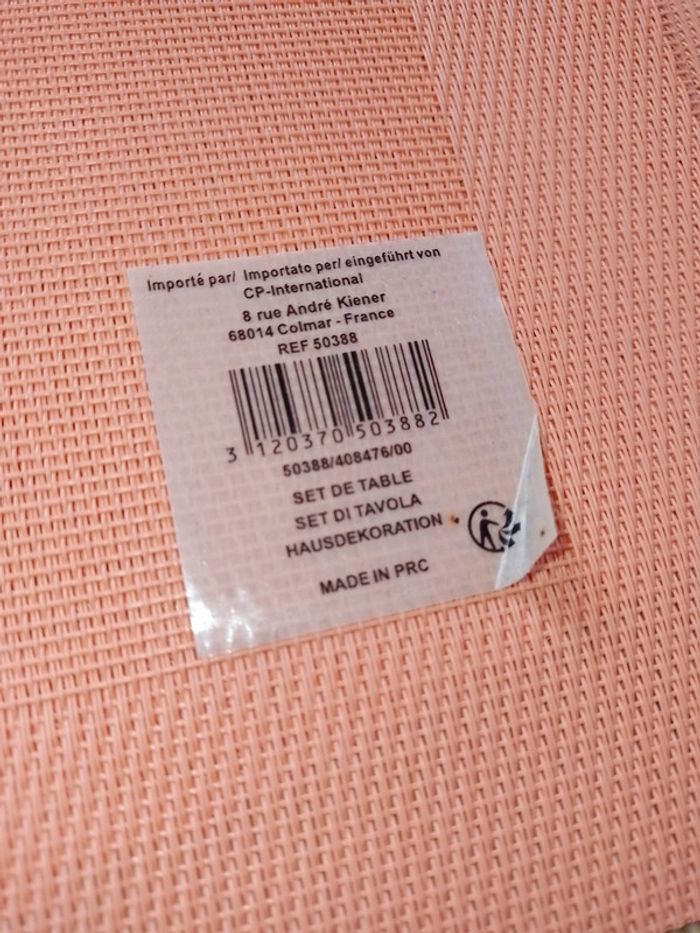 Importé par/ Importato per/ eingeführt von
CP-International
8 rue André Kiener
68014 Colmar - France
REF 50388
3 120370 503882
50388/408476/00
SET DE TABLE
SET DI TAVOLA
HAUSDEKORATION
MADE IN PRC